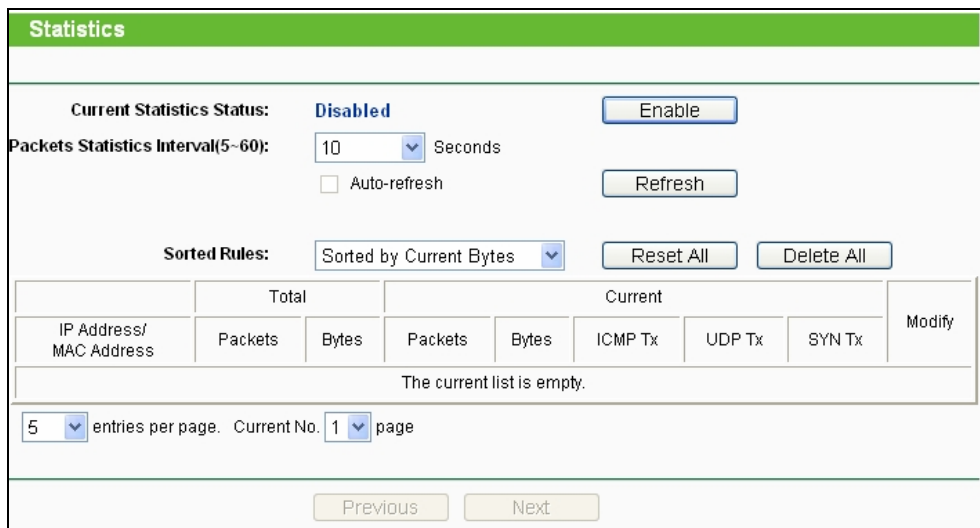 Statistics
Current Statistics Status: Disabled Enable
Packets Statistics Interval(5~60): 10 Seconds
Auto-refresh Refresh
Sorted Rules: Sorted by Current Bytes Reset All Delete All
Total Current Modify
IP Address/
MAC Address Packets Bytes Packets Bytes ICMP Tx UDP Tx SYN Tx
The current list is empty.
5 entries per page. Current No. 1 page
Previous Next